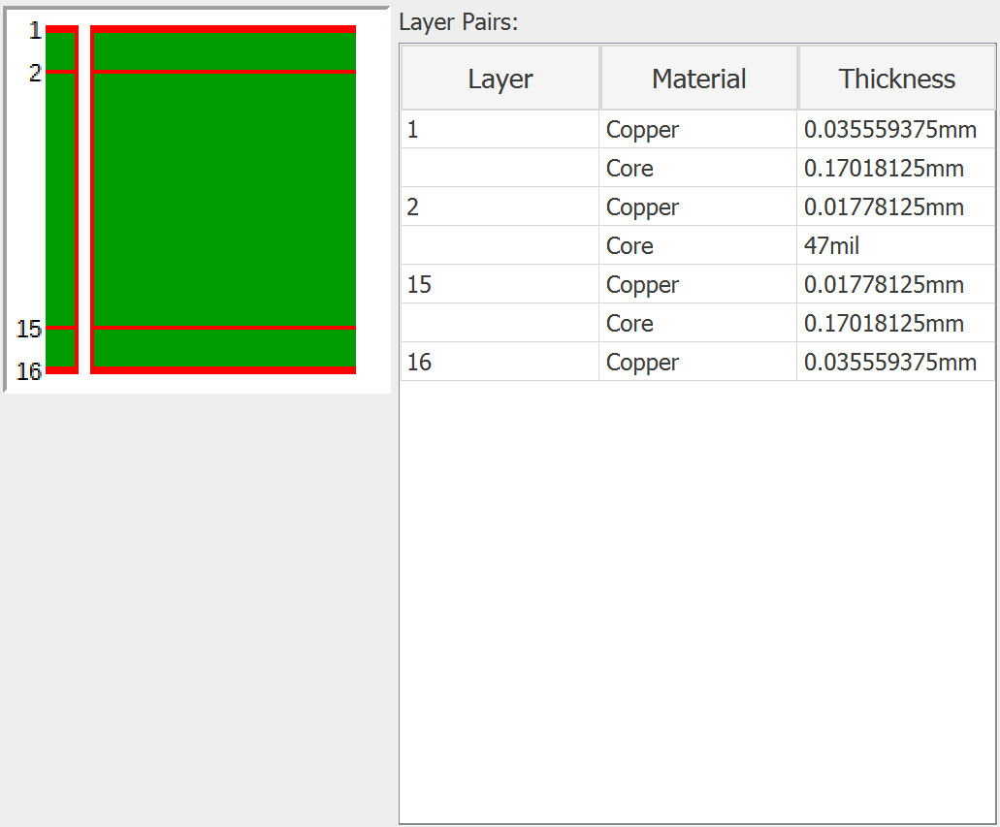 1
2
15
16
Layer Pairs:
Layer Material Thickness
1 Copper 0.035559375mm
Core 0.17018125mm
2 Copper 0.01778125mm
Core 47mil
15 Copper 0.01778125mm
Core 0.17018125mm
16 Copper 0.035559375mm